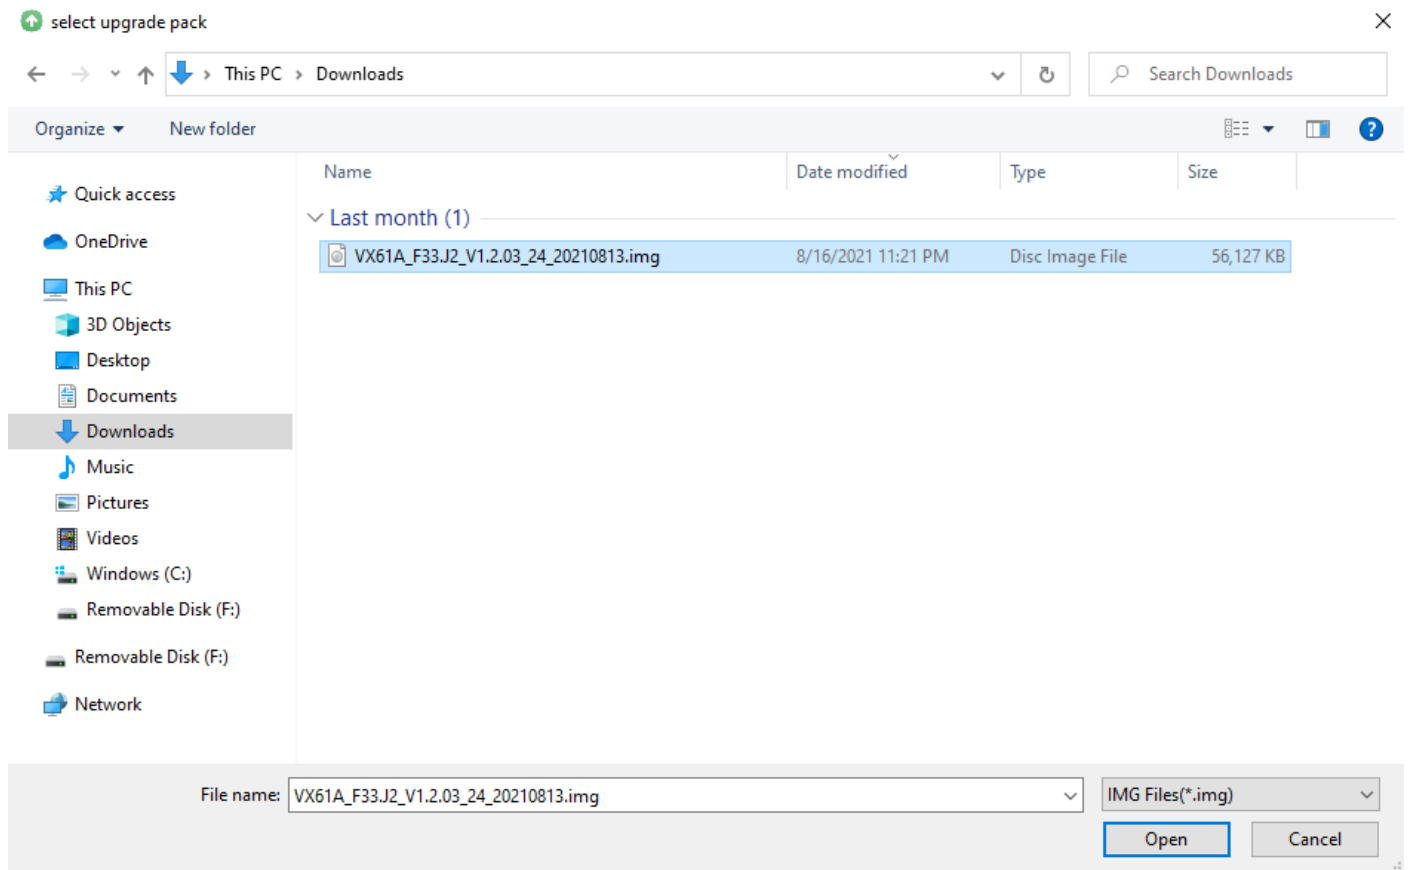 select upgrade pack
This PC > Downloads
Search Downloads
Organize
New folder
Name
Date modified
Type
Size
Quick access
OneDrive
This PC
3D Objects
Desktop
Documents
Downloads
Music
Pictures
Videos
Windows (C:)
Removable Disk (F:)
Removable Disk (F:)
Network
Last month (1)
VX61A_F33.J2_V1.2.03_24_20210813.img
8/16/2021 11:21 PM
Disc Image File
56,127 KB
File name:
VX61A_F33.J2_V1.2.03_24_20210813.img
IMG Files(*.img)
Open
Cancel